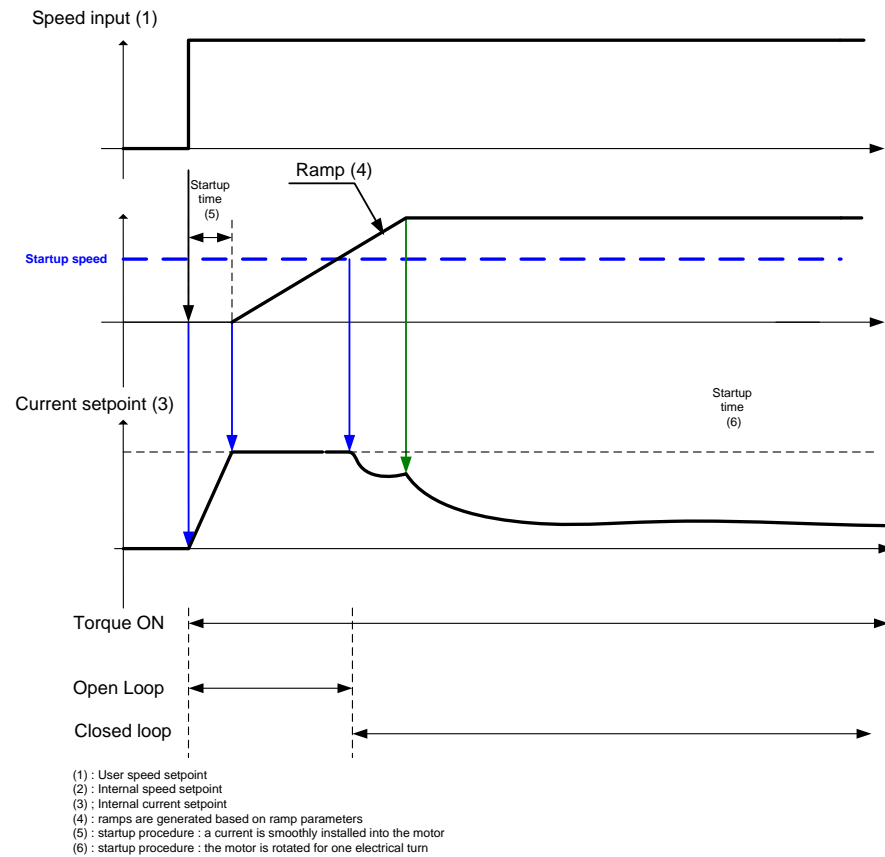 Speed input (1)
Ramp (4)
Startup
time
(5)
Startup speed
Current setpoint (3)
Startup
time
(6)
Torque ON
Open Loop
Closed loop
(1) : User speed setpoint
(2) : Internal speed setpoint
(3) ; Internal current setpoint
(4) : ramps are generated based on ramp parameters
(5) : startup procedure : a current is smoothly installed into the motor
(6) : startup procedure : the motor is rotated for one electrical turn